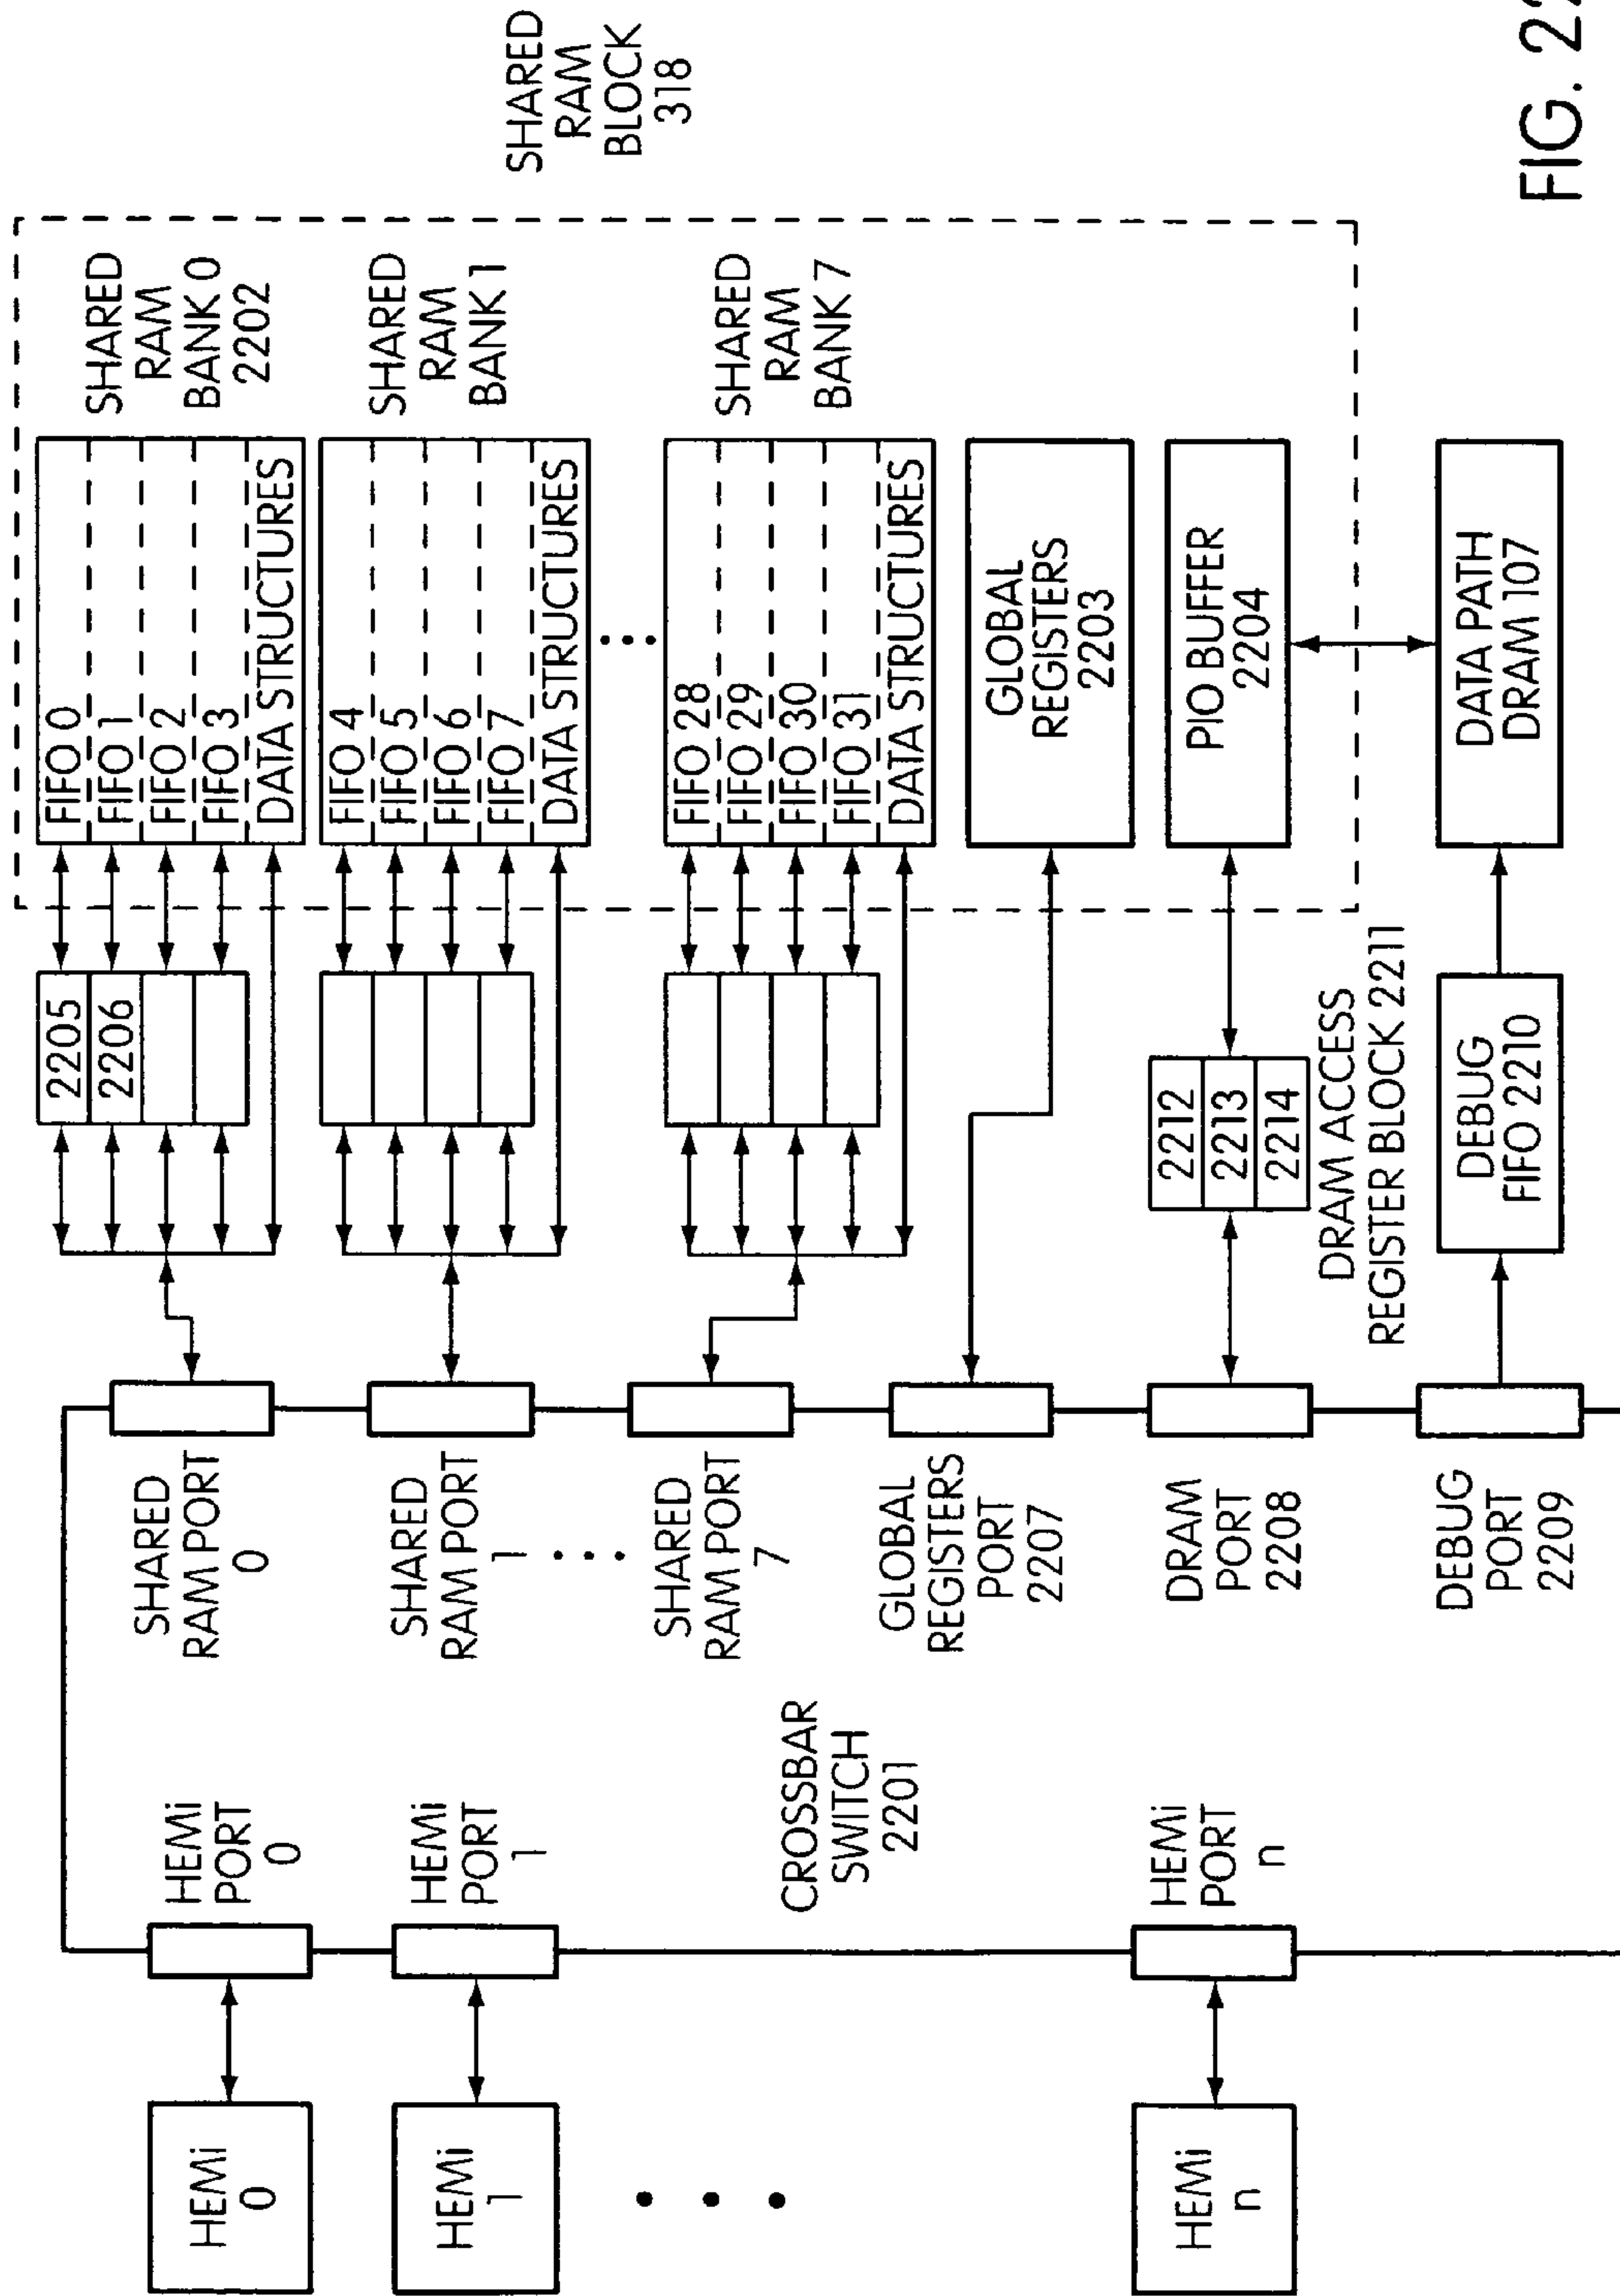 HEMi
0
HEMi
1
HEMi
n
HEMi
PORT
0
HEMi
PORT
1
HEMi
PORT
n
CROSSBAR
SWITCH
2201
SHARED
RAM PORT
0
SHARED
RAM PORT
1
SHARED
RAM PORT
7
GLOBAL
REGISTERS
PORT
2207
DRAM
PORT
2208
DEBUG
PORT
2209
2205
2206
2212
2213
2214
DRAM ACCESS
REGISTER BLOCK 2211
DEBUG
FIFO 2210
FIFO 0
FIFO 1
FIFO 2
FIFO 3
DATA STRUCTURES
FIFO 4
FIFO 5
FIFO 6
FIFO 7
DATA STRUCTURES
FIFO 28
FIFO 29
FIFO 30
FIFO 31
DATA STRUCTURES
GLOBAL
REGISTERS
2203
PIO BUFFER
2204
DATA PATH
DRAM 107
SHARED
RAM
BANK 0
2202
SHARED
RAM
BANK 1
SHARED
RAM
BANK 7
SHARED
RAM
BLOCK
318
FIG. 22